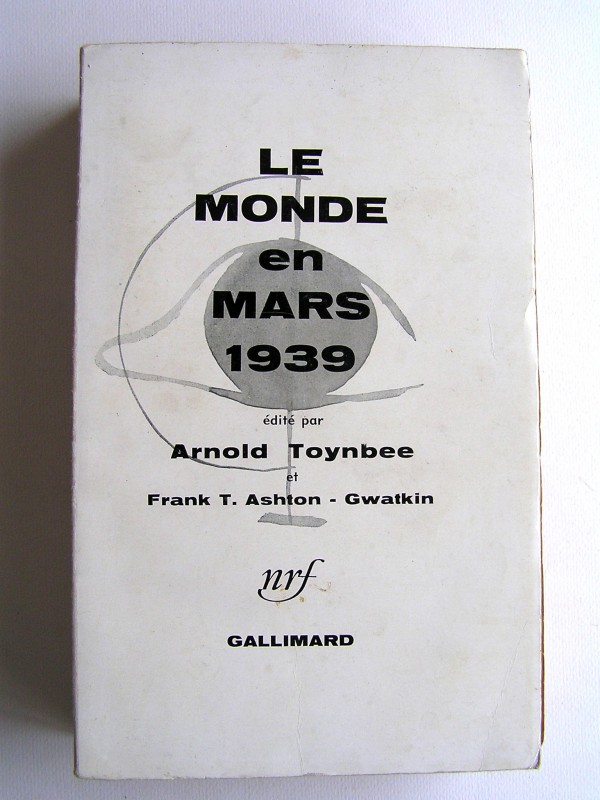 LE
MONDE
en
MARS
1939
édité par
Arnold Toynbee
et
Frank T. Ashton - Gwatkin
nrf
GALLIMARD